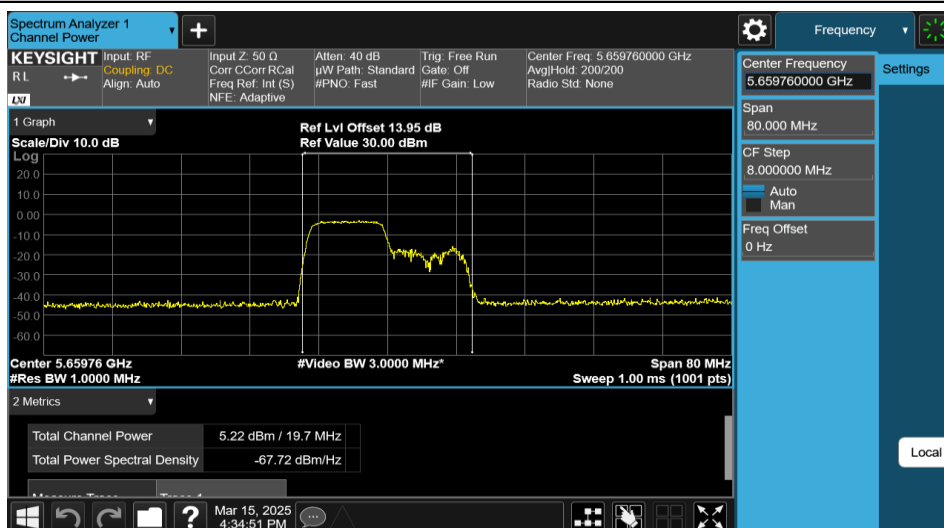 Spectrum Analyzer 1
Channel Power
Frequency
KEYSIGHT
R L
LXI
Input: RF
Coupling: DC
Align: Auto
Input Z: 50 Ω
Corr CCorr RCal
Freq Ref: Int (S)
NFE: Adaptive
Atten: 40 dB
µW Path: Standard
#PNO: Fast
Trig: Free Run
Gate: Off
#IF Gain: Low
Center Freq: 5.659760000 GHz
Avg|Hold: 200/200
Radio Std: None
Center Frequency
5.659760000 GHz
Settings
Span
80.000 MHz
CF Step
8.000000 MHz
Auto
Man
Freq Offset
0 Hz
Local
1 Graph
Scale/Div 10.0 dB
Ref Lvl Offset 13.95 dB
Ref Value 30.00 dBm
Log
20.0
10.0
0.00
-10.0
-20.0
-30.0
-40.0
-50.0
-60.0
Center 5.65976 GHz
#Res BW 1.0000 MHz
#Video BW 3.0000 MHz*
Span 80 MHz
Sweep 1.00 ms (1001 pts)
2 Metrics
Total Channel Power 5.22 dBm / 19.7 MHz
Total Power Spectral Density -67.72 dBm/Hz
Mar 15, 2025
4:34:51 PM